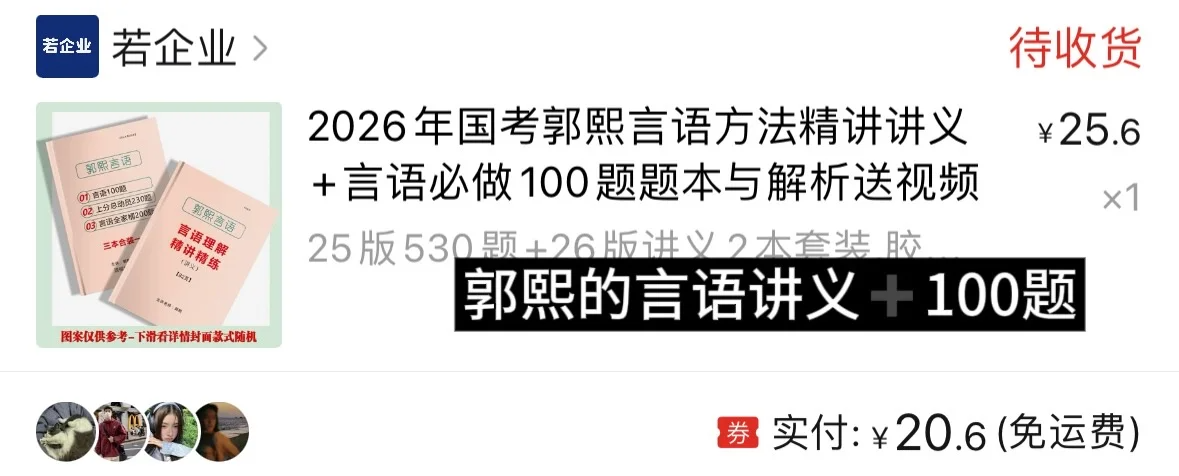 若企业
若企业
待收货
2026年国考郭熙言语方法精讲讲义
¥25.6
+言语必做100题题本与解析送视频
×1
25版530题+26版讲义2本套装 胶...
郭熙的言语讲义➕100题
郭熙言语
01 言语100题
02 上分总动员230题
03 言语全家桶200题
三本合装
郭熙言语
言语理解
精讲精练
(讲义)
图案仅供参考-下滑看详情封面款式随机
券 实付: ¥20.6 (免运费)